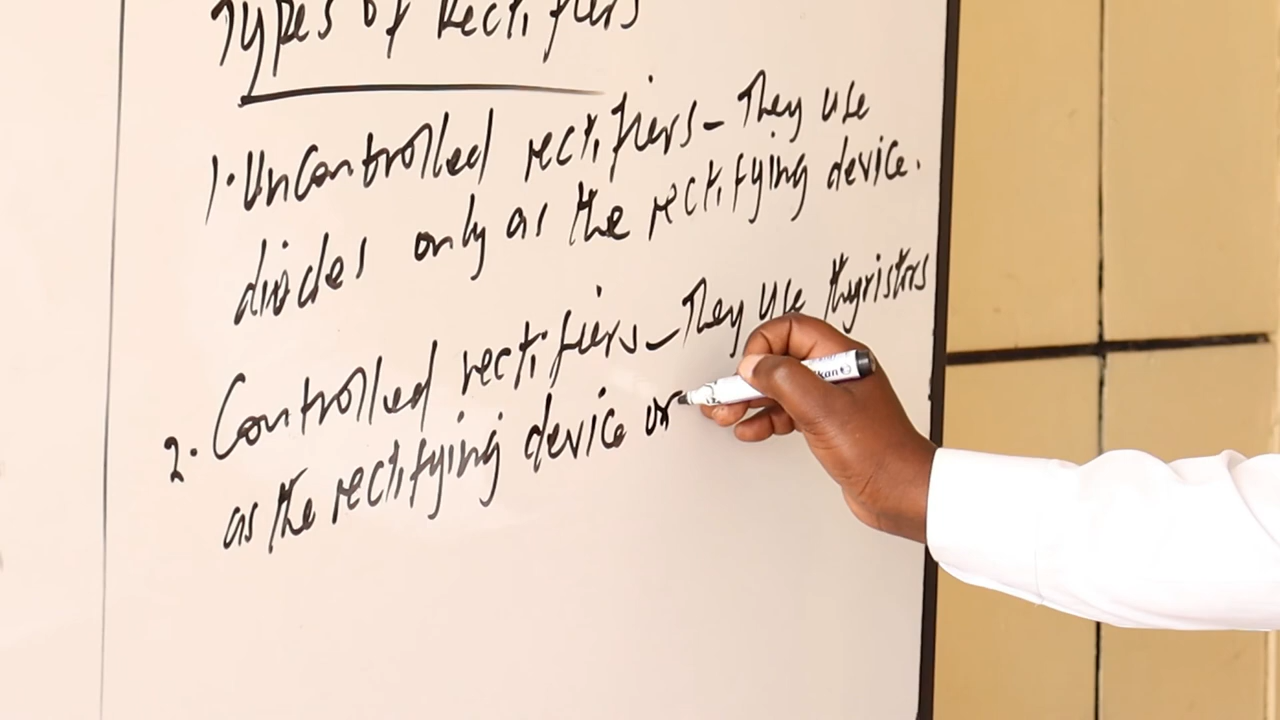 Types of Rectifiers
1. Uncontrolled rectifiers - They use
diodes only as the rectifying device.
2. Controlled rectifiers - They use thyristors
as the rectifying device or